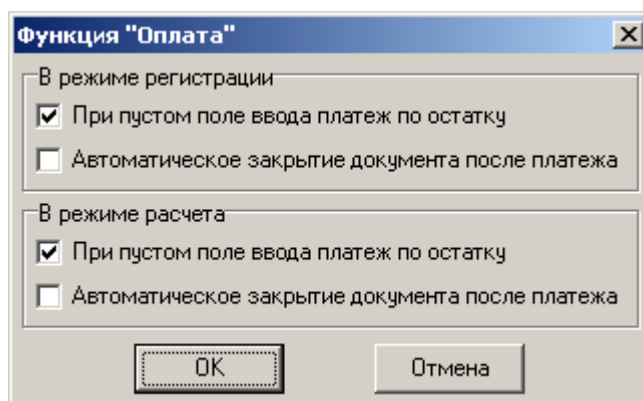 Функция "Оплата"
В режиме регистрации
При пустом поле ввода платеж по остатку
Автоматическое закрытие документа после платежа
В режиме расчета
При пустом поле ввода платеж по остатку
Автоматическое закрытие документа после платежа
OK
Отмена